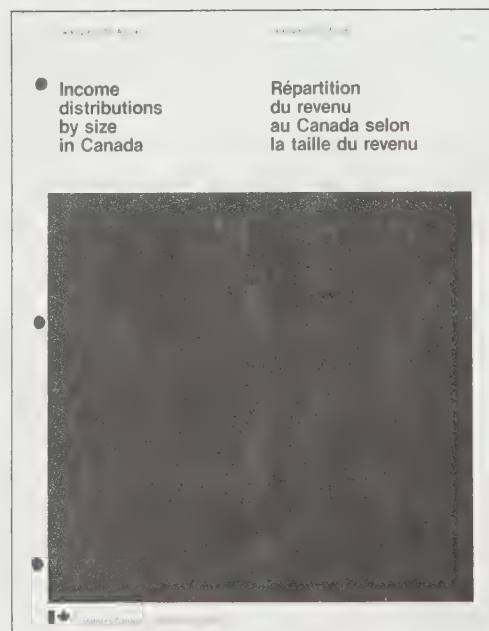 Income
distributions
by size
in Canada
Répartition
du revenu
au Canada selon
la taille du revenu